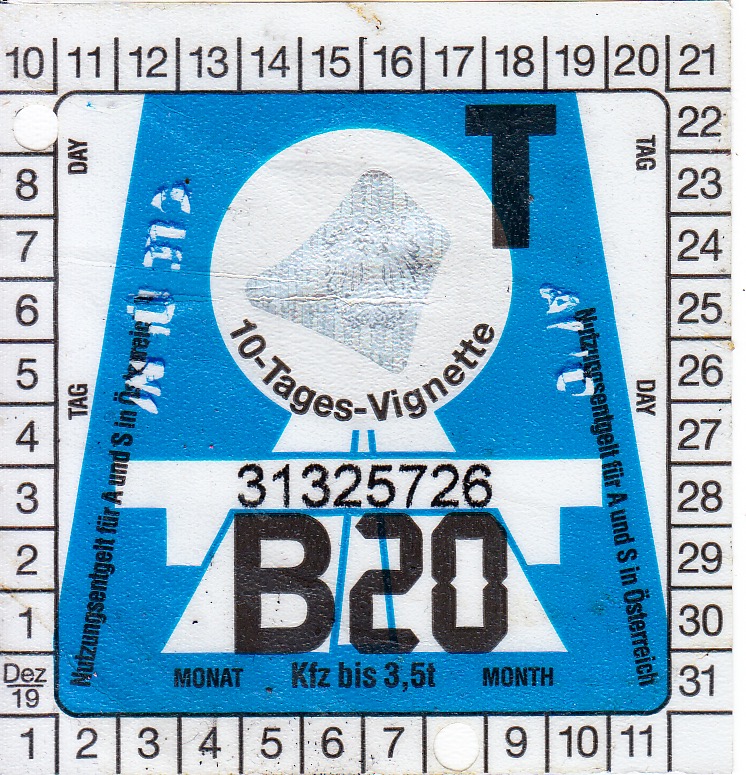 10 11 12 13 14 15 16 17 18 19 20 21
22
23
24
25
26
27
28
29
30
31
8
7
6
5
4
3
2
1
Dez
19
1 2 3 4 5 6 7 9 10 11
DAY
TAG
T
10-Tages-Vignette
TAG
DAY
Nutzungsentgelt für A und S in Österreich
Nutzungsentgelt für A und S in Österreich
31325726
B20
MONAT Kfz bis 3,5t MONTH